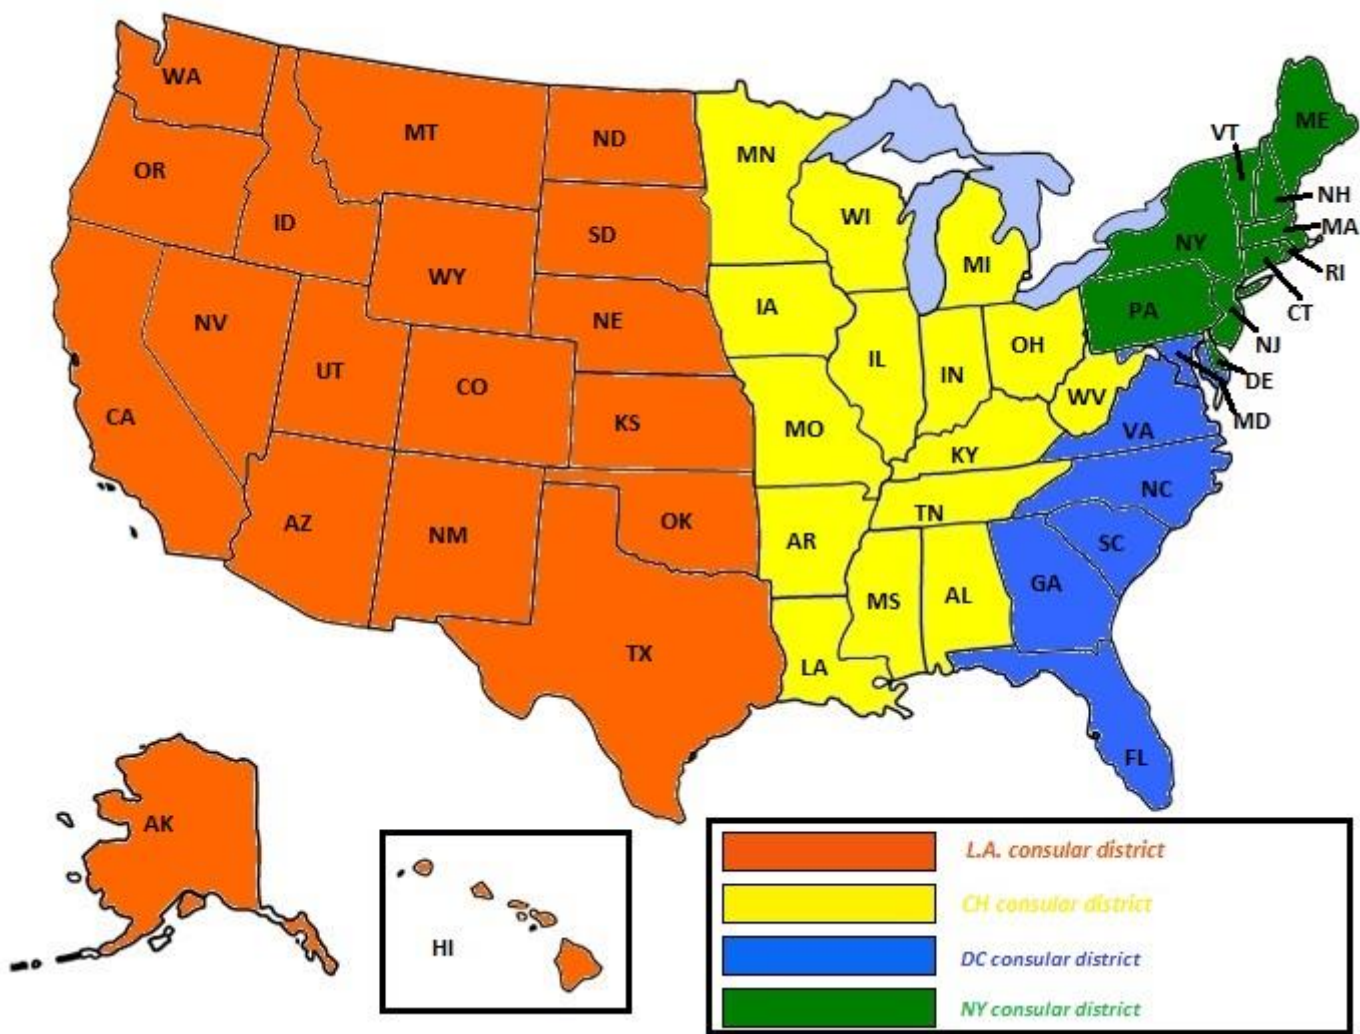 WA
MT
ND
MN
VT
ME
OR
ID
SD
WI
NH
MA
WY
MI
NY
RI
NV
NE
IA
PA
CT
NJ
UT
CO
IL
IN
OH
DE
CA
KS
MO
WV
MD
VA
KY
AZ
NM
OK
AR
TN
NC
SC
MS
AL
GA
TX
LA
FL
AK
HI
L.A. consular district
CH consular district
DC consular district
NY consular district